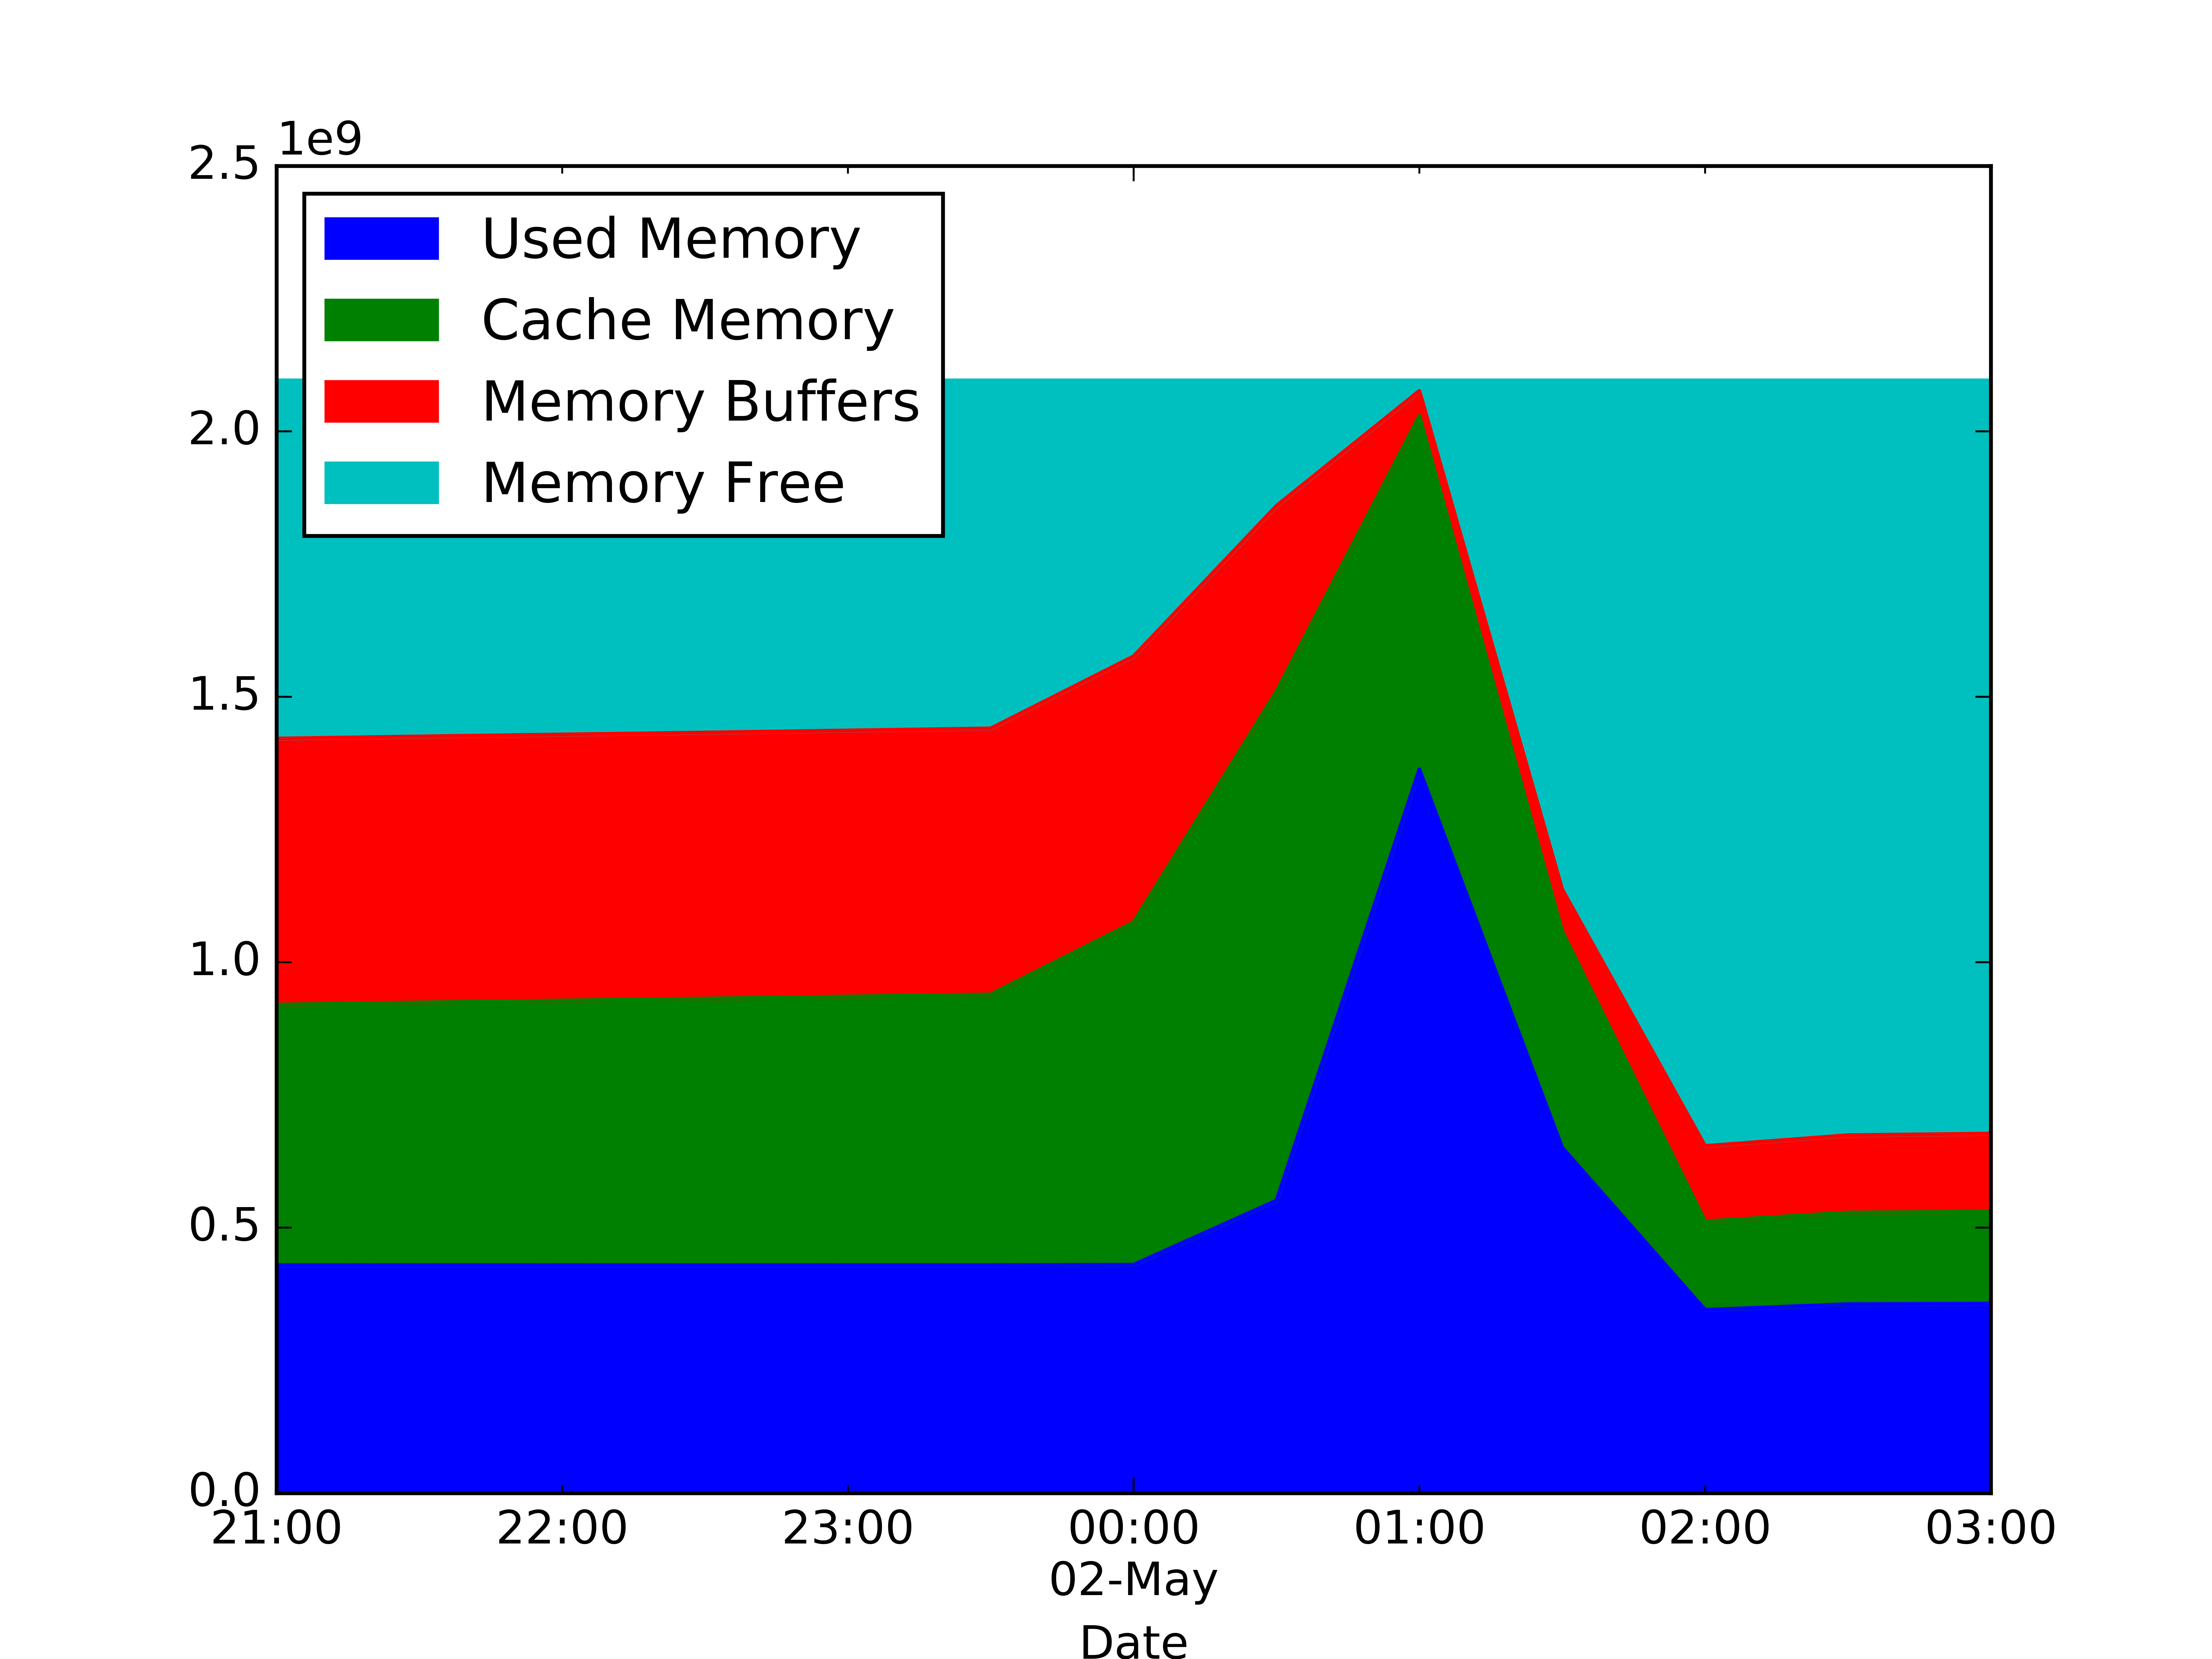 1e9
2.5
2.0
1.5
1.0
0.5
0.0
Used Memory
Cache Memory
Memory Buffers
Memory Free
21:00 22:00 23:00 00:00 01:00 02:00 03:00
02-May
Date